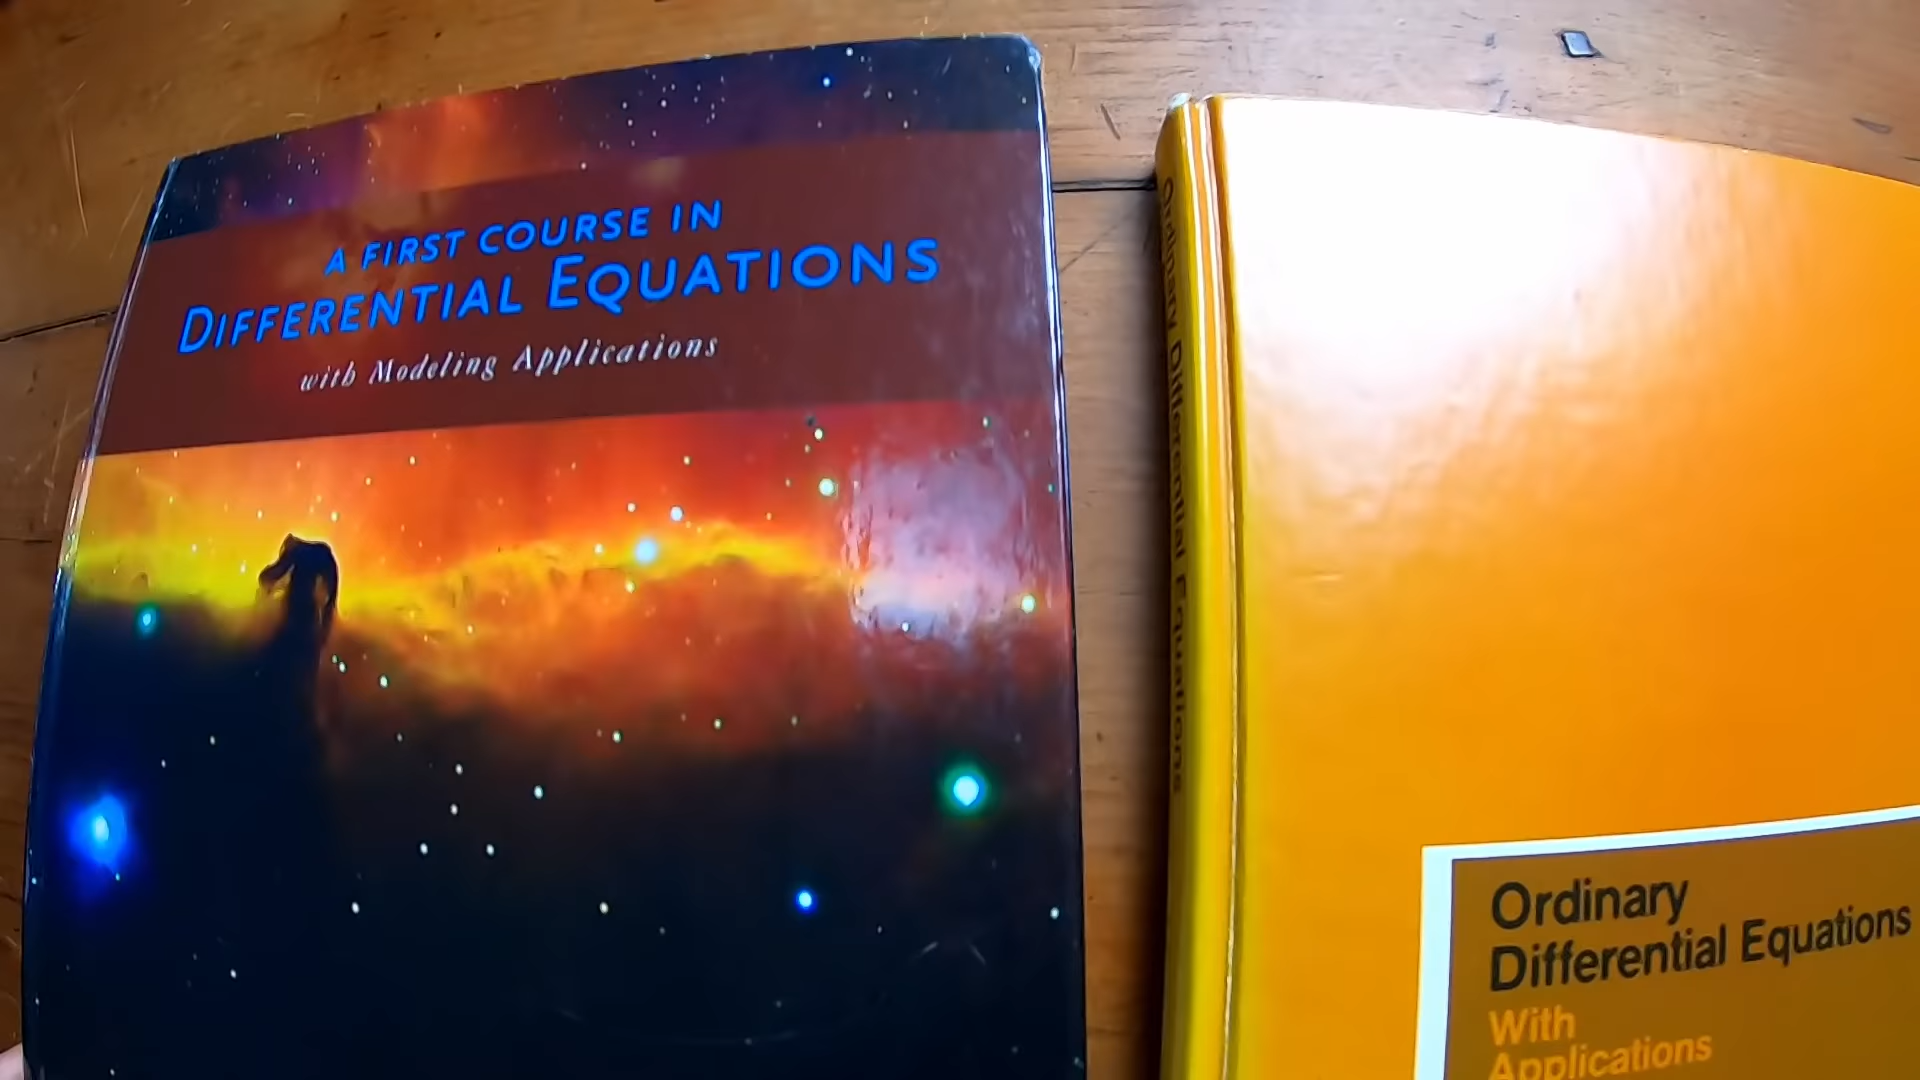 A FIRST COURSE IN
DIFFERENTIAL EQUATIONS
with Modeling Applications
Ordinary Differential Equations
Ordinary
Differential Equations
With
Applications